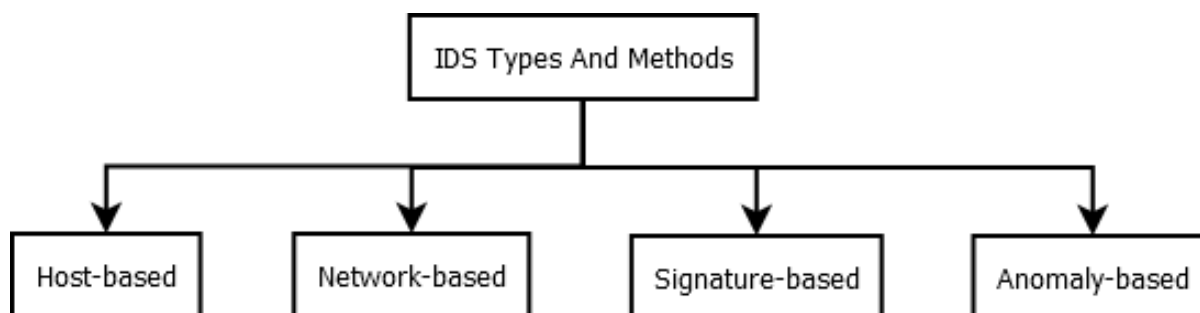 IDS Types And Methods
Host-based
Network-based
Signature-based
Anomaly-based